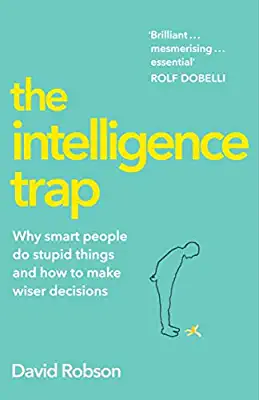 'Brilliant ...
mesmerising ...
essential'
ROLF DOBELLI
the
intelligence
trap
Why smart people
do stupid things
and how to make
wiser decisions
David Robson